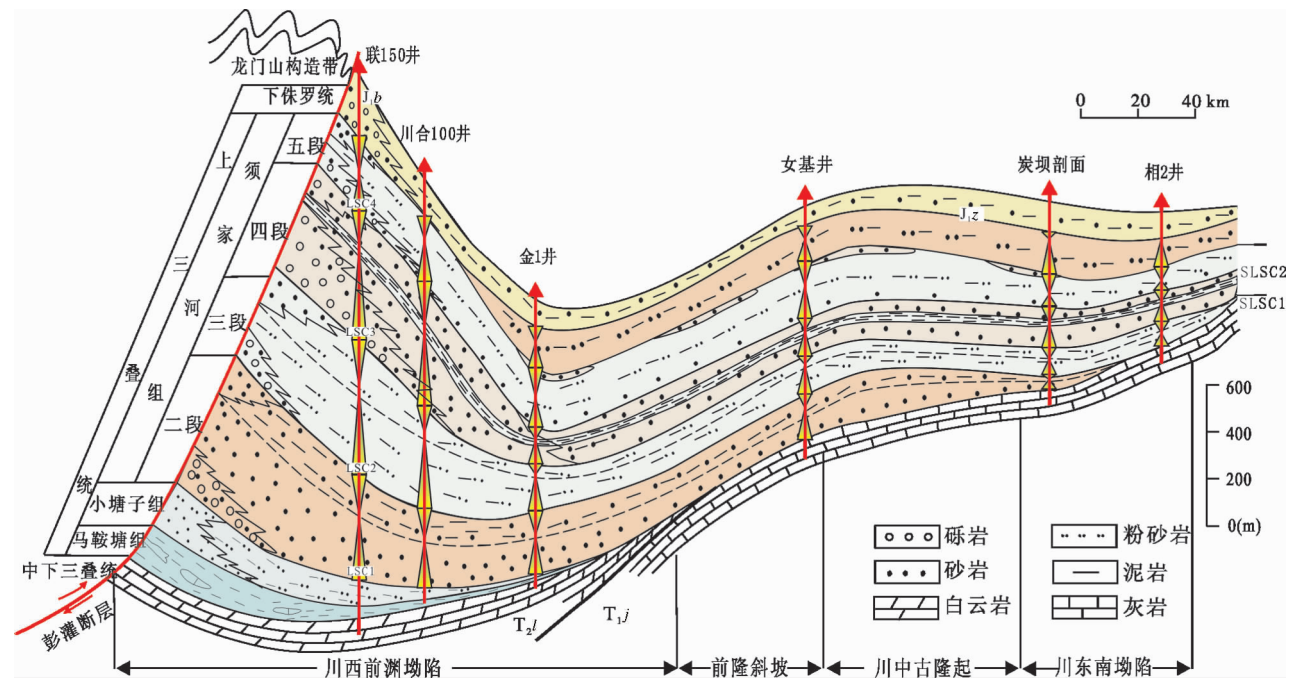 龙门山构造带
联150井
下侏罗统
J₁b
川合100井
0 20 40 km
女基井
炭坝剖面
相2井
上三叠统
须家河组
五段
四段
三段
二段
LSC4
LSC3
LSC2
LSC1
金1井
J₁z
SLSC2
SLSC1
小塘子组
马鞍塘组
中下三叠统
彭灌断层
T₂l
T₁j
600
400
200
0(m)
砾岩
粉砂岩
砂岩
泥岩
白云岩
灰岩
川西前渊坳陷
前隆斜坡
川中古隆起
川东南坳陷